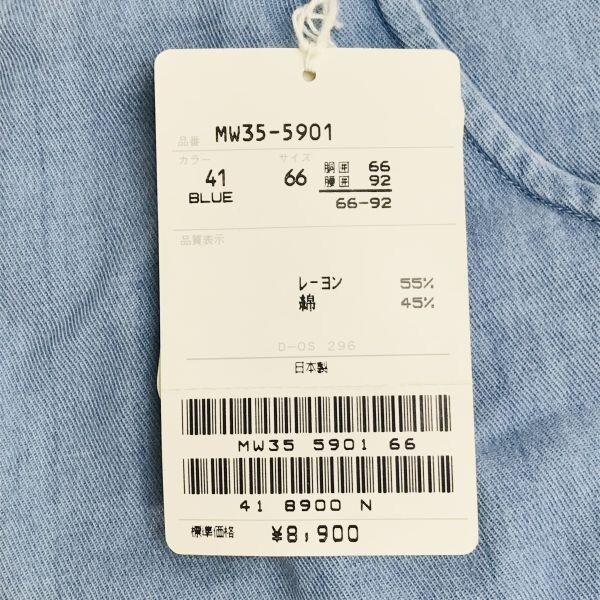 品番 MW35-5901
カラー サイズ
41 66 胴囲 66
BLUE 腰囲 92
66-92
品質表示
レーヨン 55%
綿 45%
D-OS 296
日本製
MW35 5901 66
41 8900 N
標準価格 ¥8,900